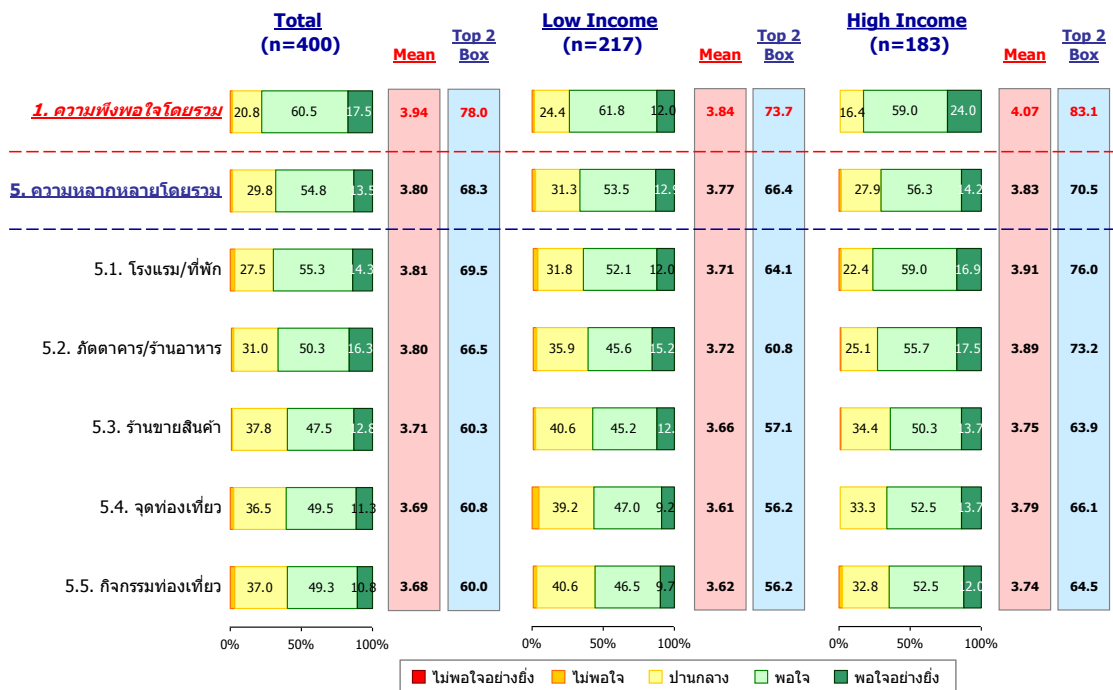 Total
(n=400)
Mean
Top 2
Box
Low Income
(n=217)
Mean
Top 2
Box
High Income
(n=183)
Mean
Top 2
Box
1. ความพึงพอใจโดยรวม 20.8 60.5 17.5 3.94 78.0 24.4 61.8 12.0 3.84 73.7 16.4 59.0 24.0 4.07 83.1
5. ความหลากหลายโดยรวม 29.8 54.8 13.5 3.80 68.3 31.3 53.5 12.9 3.77 66.4 27.9 56.3 14.2 3.83 70.5
5.1. โรงแรม/ที่พัก 27.5 55.3 14.3 3.81 69.5 31.8 52.1 12.0 3.71 64.1 22.4 59.0 16.9 3.91 76.0
5.2. ภัตตาคาร/ร้านอาหาร 31.0 50.3 16.3 3.80 66.5 35.9 45.6 15.2 3.72 60.8 25.1 55.7 17.5 3.89 73.2
5.3. ร้านขายสินค้า 37.8 47.5 12.8 3.71 60.3 40.6 45.2 12. 3.66 57.1 34.4 50.3 13.7 3.75 63.9
5.4. จุดท่องเที่ยว 36.5 49.5 11.3 3.69 60.8 39.2 47.0 9.2 3.61 56.2 33.3 52.5 13.7 3.79 66.1
5.5. กิจกรรมท่องเที่ยว 37.0 49.3 10.8 3.68 60.0 40.6 46.5 9.7 3.62 56.2 32.8 52.5 12.0 3.74 64.5
0% 50% 100% 0% 50% 100% 0% 50% 100%
ไม่พอใจอย่างยิ่ง ไม่พอใจ ปานกลาง พอใจ พอใจอย่างยิ่ง